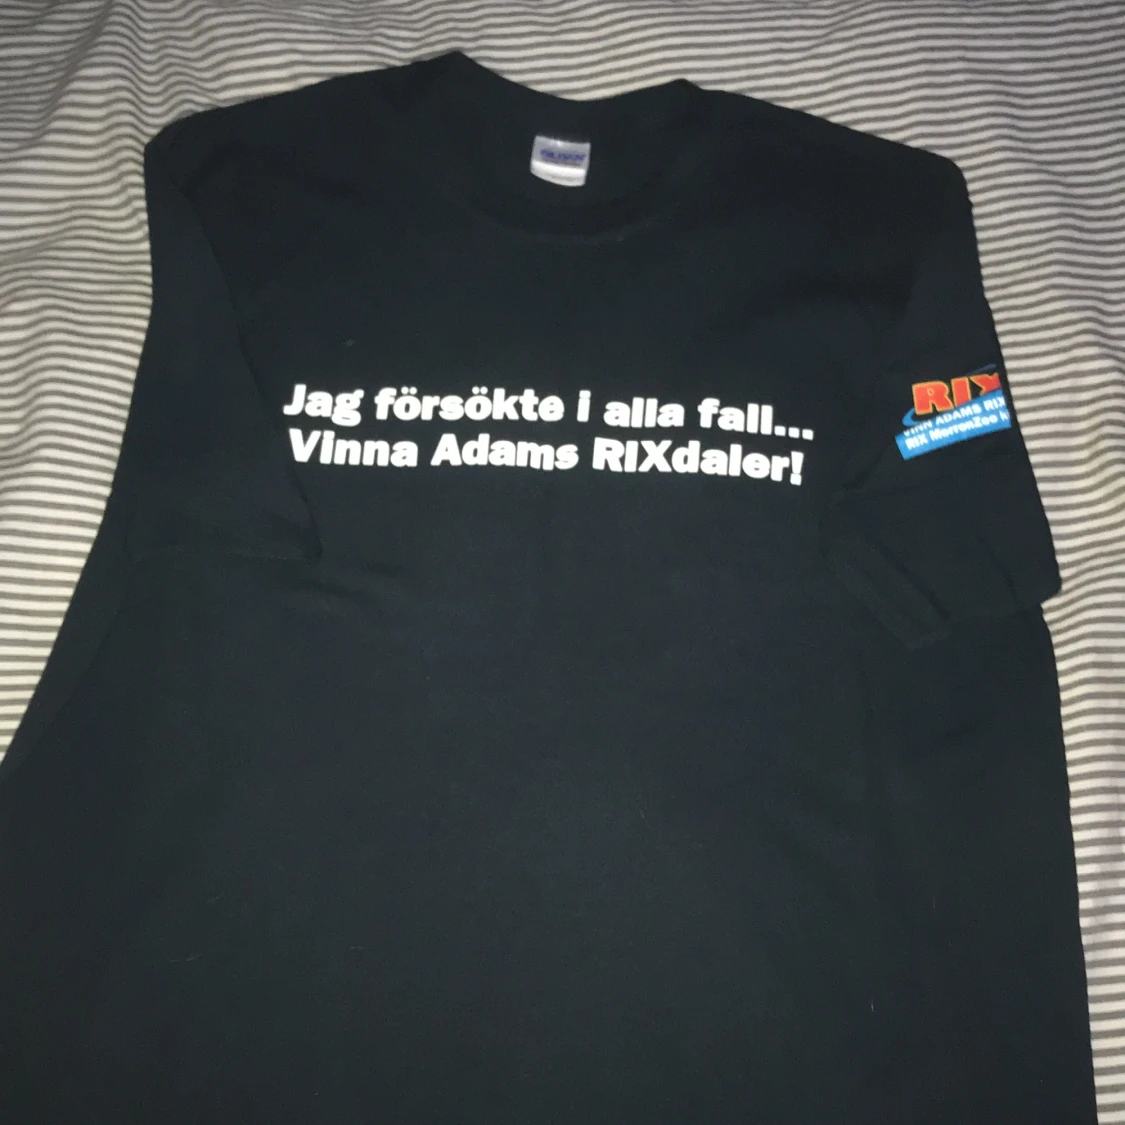 Jag försökte i alla fall...
Vinna Adams RIXdaler!
RIX
VINN ADAMS RIX
RIX MorronZoo k